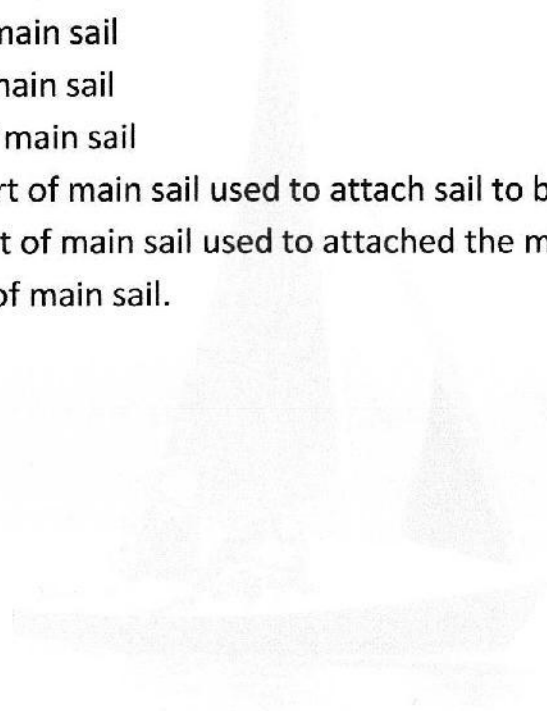 main sail
main sail
main sail
rt of main sail used to attach sail to b
t of main sail used to attached the m
of main sail.